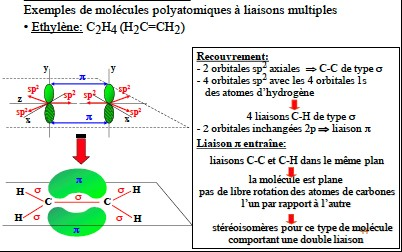 Exemples de molécules polyatomiques à liaisons multiples
• Ethylène: C2H4 (H2C=CH2)
y
y
sp²
π
sp²
z
sp²
sp²
sp²
x
sp²
x
π
π
H
H
σ
σ
C
σ
C
σ
σ
H
H
π
Recouvrement:
- 2 orbitales sp² axiales ⇒ C-C de type σ
- 4 orbitales sp² avec les 4 orbitales 1s
des atomes d'hydrogène
4 liaisons C-H de type σ
- 2 orbitales inchangées 2p ⇒ liaison π
Liaison π entraîne:
liaisons C-C et C-H dans le même plan
la molécule est plane
pas de libre rotation des atomes de carbones
l'un par rapport à l'autre
stéréoisomères pour ce type de molécule
comportant une double liaison